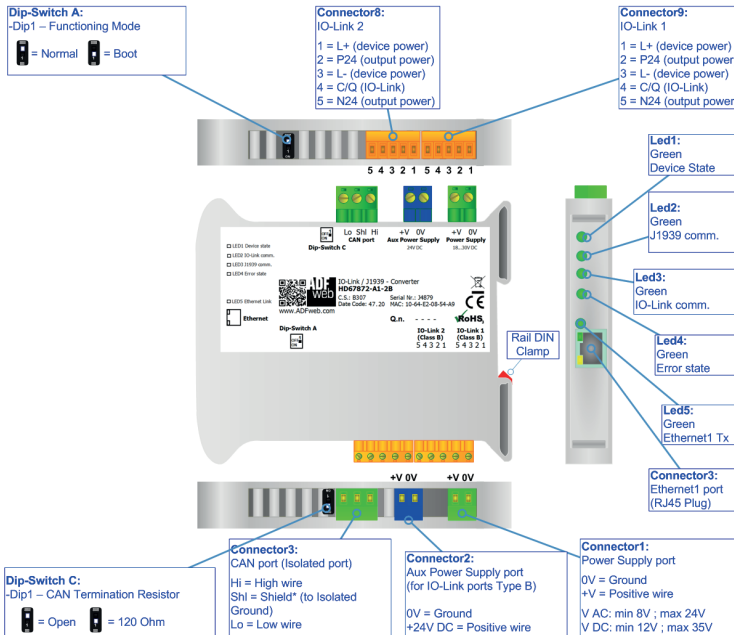 Dip-Switch A:
-Dip1 – Functioning Mode
= Normal = Boot
Connector8:
IO-Link 2
1 = L+ (device power)
2 = P24 (output power)
3 = L- (device power)
4 = C/Q (IO-Link)
5 = N24 (output power)
Connector9:
IO-Link 1
1 = L+ (device power)
2 = P24 (output power
3 = L- (device power)
4 = C/Q (IO-Link)
5 = N24 (output power
5 4 3 2 1 5 4 3 2 1
Led1:
Green
Device State
Led2:
Green
J1939 comm.
Led3:
Green
IO-Link comm.
Led4:
Green
Error state
Led5:
Green
Ethernet1 Tx
Connector3:
Ethernet1 port
(RJ45 Plug)
Dip-Switch C
Lo Shl Hi
CAN port
+V 0V
Aux Power Supply
24V DC
+V 0V
Power Supply
18...30V DC
LED1 Device state
LED2 IO-Link comm.
LED3 J1939 comm.
LED4 Error state
LED5 Ethernet Link
Ethernet
ADF
web
www.ADFweb.com
IO-Link / J1939 - Converter
HD67872-A1-2B
C.S.: B307 Serial Nr.: J4879
Date Code: 47. 20 MAC: 10-64-E2-08-54-A9
CE
Q.n. - - - -
RoHS
Dip-Switch A
IO-Link 2
(Class B)
5 4 3 2 1
IO-Link 1
(Class B)
5 4 3 2 1
Rail DIN
Clamp
+V 0V +V 0V
Dip-Switch C:
-Dip1 – CAN Termination Resistor
= Open = 120 Ohm
Connector3:
CAN port (Isolated port)
Hi = High wire
Shl = Shield* (to Isolated
Ground)
Lo = Low wire
Connector2:
Aux Power Supply port
(for IO-Link ports Type B)
0V = Ground
+24V DC = Positive wire
Connector1:
Power Supply port
0V = Ground
+V = Positive wire
V AC: min 8V ; max 24V
V DC: min 12V ; max 35V